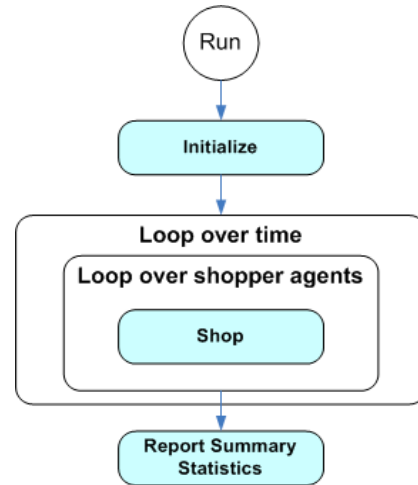 Run
Initialize
Loop over time
Loop over shopper agents
Shop
Report Summary
Statistics